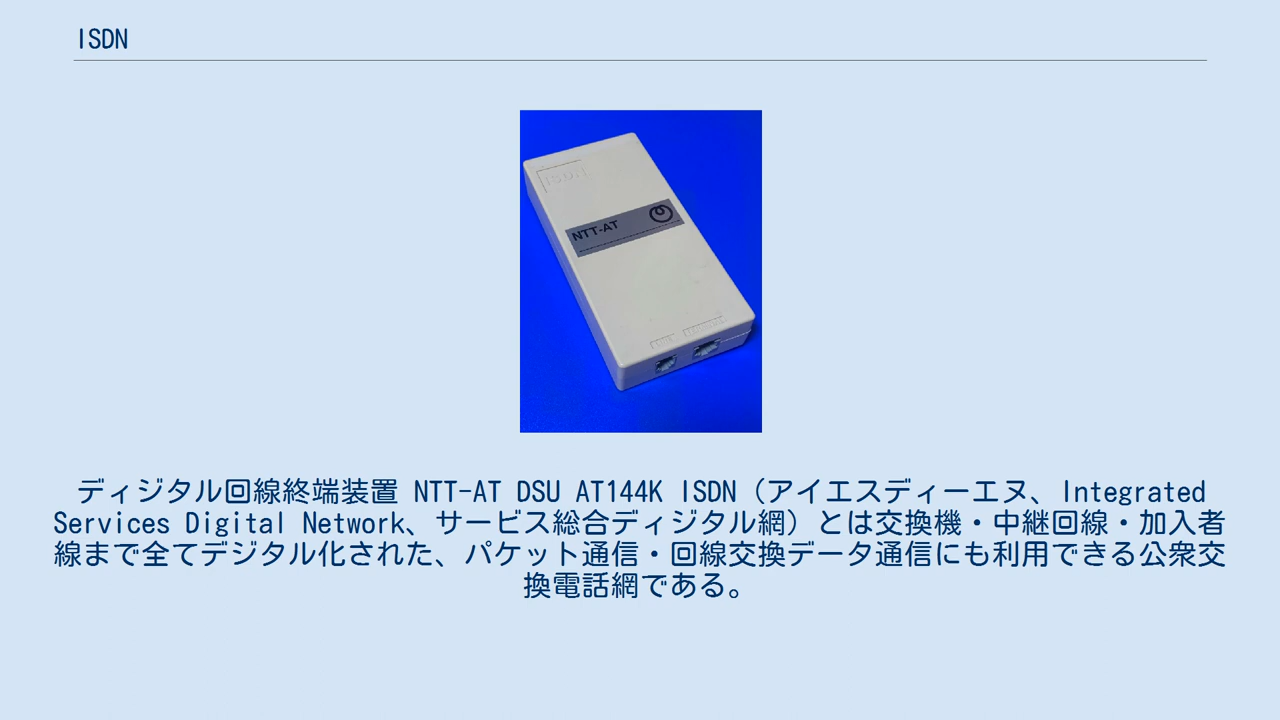 ISDN
NTT-AT
ディジタル回線終端装置 NTT-AT DSU AT144K ISDN（アイエスディーエヌ、Integrated
Services Digital Network、サービス総合ディジタル網）とは交換機・中継回線・加入者
線まで全てデジタル化された、パケット通信・回線交換データ通信にも利用できる公衆交
換電話網である。